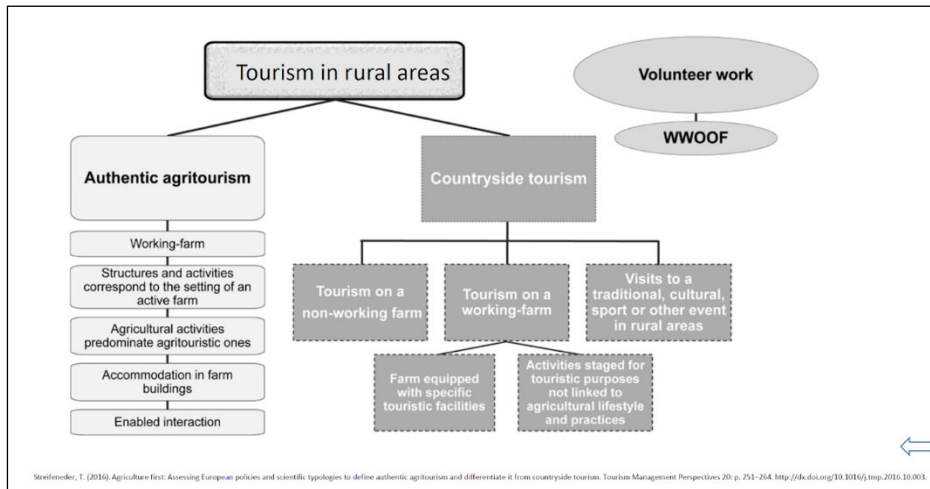 Tourism in rural areas
Volunteer work
WWOOF
Authentic agritourism
Working-farm
Structures and activities
correspond to the setting of an
active farm
Agricultural activities
predominate agritouristic ones
Accommodation in farm
buildings
Enabled interaction
Countryside tourism
Tourism on a
non-working farm
Tourism on a
working-farm
Visits to a
traditional, cultural,
sport or other event
in rural areas
Farm equipped
with specific
touristic facilities
Activities staged for
touristic purposes
not linked to
agricultural lifestyle
and practices
Streifeneder, T. (2016). Agriculture first: Assessing European policies and scientific typologies to define authentic agritourism and differentiate it from countryside tourism. Tourism Management Perspectives 20: p. 251–264. http://dx.doi.org/10.1016/j.tmp.2016.10.003.